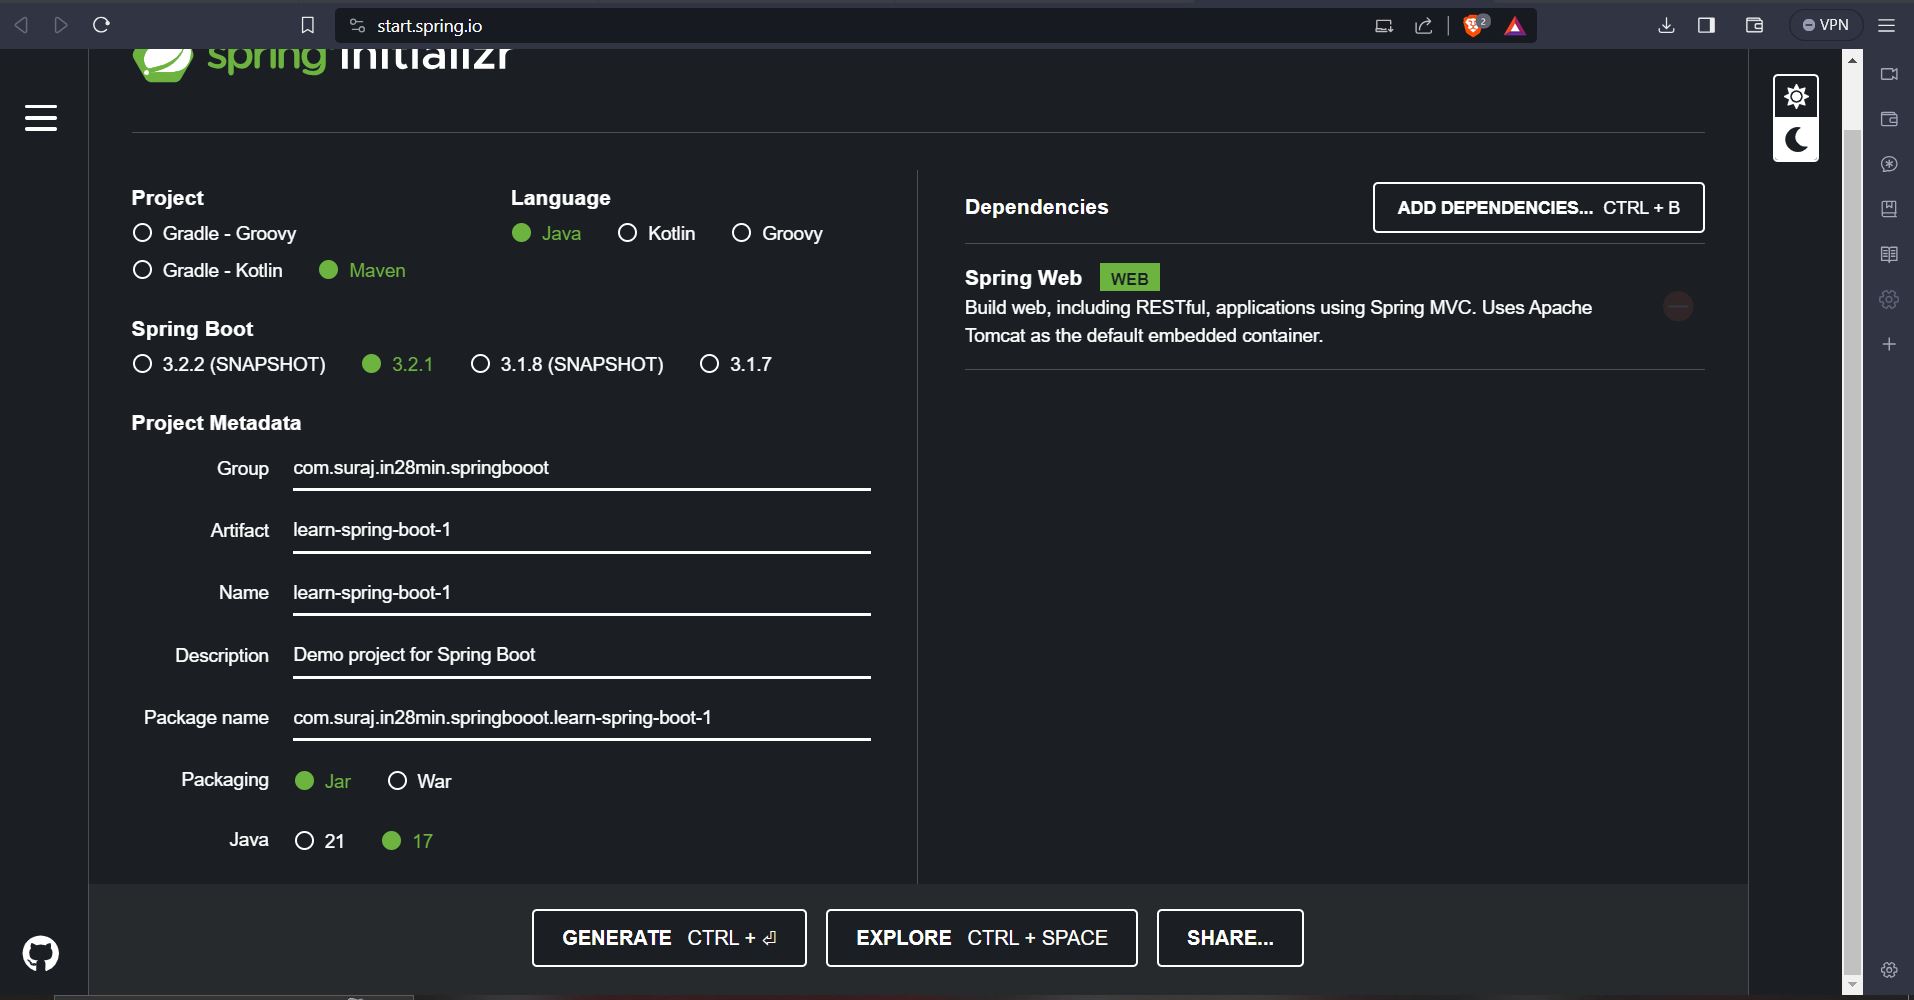 start.spring.io
2
VPN
spring initializr
Project
Gradle - Groovy
Gradle - Kotlin Maven
Language
Java Kotlin Groovy
Spring Boot
3.2.2 (SNAPSHOT) 3.2.1 3.1.8 (SNAPSHOT) 3.1.7
Project Metadata
Group com.suraj.in28min.springbooot
Artifact learn-spring-boot-1
Name learn-spring-boot-1
Description Demo project for Spring Boot
Package name com.suraj.in28min.springbooot.learn-spring-boot-1
Packaging Jar War
Java 21 17
Dependencies
ADD DEPENDENCIES... CTRL + B
Spring Web WEB
Build web, including RESTful, applications using Spring MVC. Uses Apache
Tomcat as the default embedded container.
GENERATE CTRL + ⏎
EXPLORE CTRL + SPACE
SHARE...